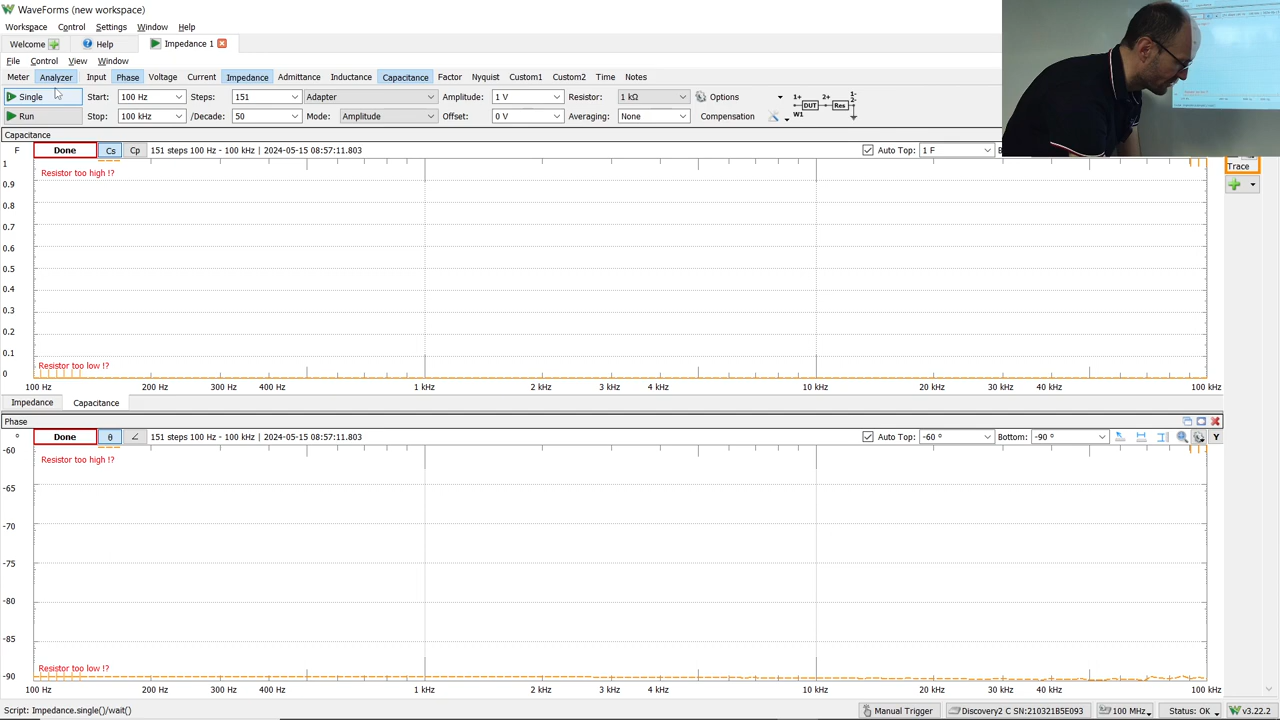 WaveForms (new workspace)
Workspace Control Settings Window Help
Welcome Help Impedance 1
File Control View Window
Meter Analyzer Input Phase Voltage Current Impedance Admittance Inductance Capacitance Factor Nyquist Custom1 Custom2 Time Notes
Single Start: 100 Hz Steps: 151 Adapter Amplitude: 1 V Resistor: 1 kΩ Options
Run Stop: 100 kHz /Decade: 50 Mode: Amplitude Offset: 0 V Averaging: None Compensation
1+ 2+ 1- 2-
W1 DUT Res
Capacitance
F Done Cs Cp 151 steps 100 Hz - 100 kHz | 2024-05-15 08:57:11.803 Auto Top: 1 F
Trace
1
Resistor too high !?
0.9
0.8
0.7
0.6
0.5
0.4
0.3
0.2
0.1
Resistor too low !?
0
100 Hz 200 Hz 300 Hz 400 Hz 1 kHz 2 kHz 3 kHz 4 kHz 10 kHz 20 kHz 30 kHz 40 kHz 100 kHz
Impedance Capacitance
Phase
° Done θ ∠ 151 steps 100 Hz - 100 kHz | 2024-05-15 08:57:11.803 Auto Top: -60 ° Bottom: -90 ° Y
-60
Resistor too high !?
-65
-70
-75
-80
-85
Resistor too low !?
-90
100 Hz 200 Hz 300 Hz 400 Hz 1 kHz 2 kHz 3 kHz 4 kHz 10 kHz 20 kHz 30 kHz 40 kHz 100 kHz
Script: Impedance.single()/wait() Manual Trigger Discovery2 C SN:210321B5E093 100 MHz Status: OK v3.22.2